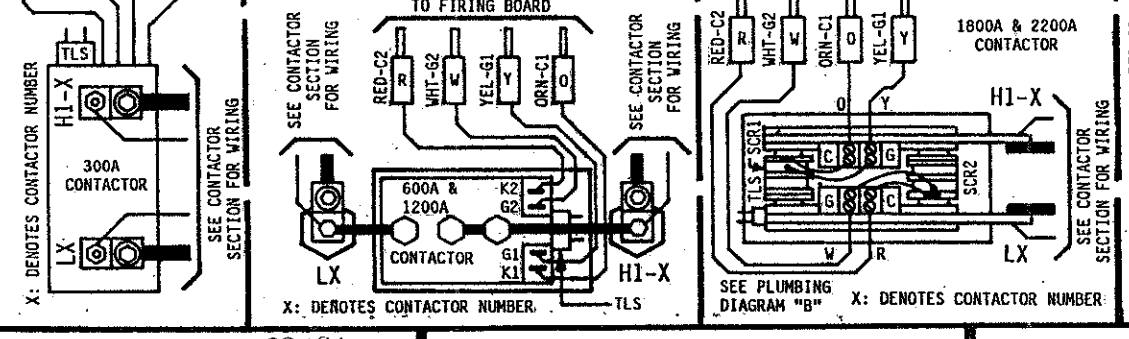 TLS
X: DENOTES CONTACTOR NUMBER
H1-X
300A
CONTACTOR
LX
SEE CONTACTOR
SECTION FOR WIRING
TO FIRING BOARD
SEE CONTACTOR
SECTION
FOR WIRING
RED-C2
R
WHT-G2
W
YEL-G1
Y
ORN-C1
O
SEE CONTACTOR
SECTION
FOR WIRING
600A &
1200A
CONTACTOR
K2
G2
G1
K1
LX
H1-X
TLS
X: DENOTES CONTACTOR NUMBER
RED-C2
R
WHT-G2
W
ORN-C1
O
YEL-G1
Y
1800A & 2200A
CONTACTOR
O
Y
H1-X
SCR1
TLS
C
G
G
C
SCR2
W
R
LX
SEE CONTACTOR
SECTION FOR WIRING
SEE PLUMBING
DIAGRAM "B"
X: DENOTES CONTACTOR NUMBER